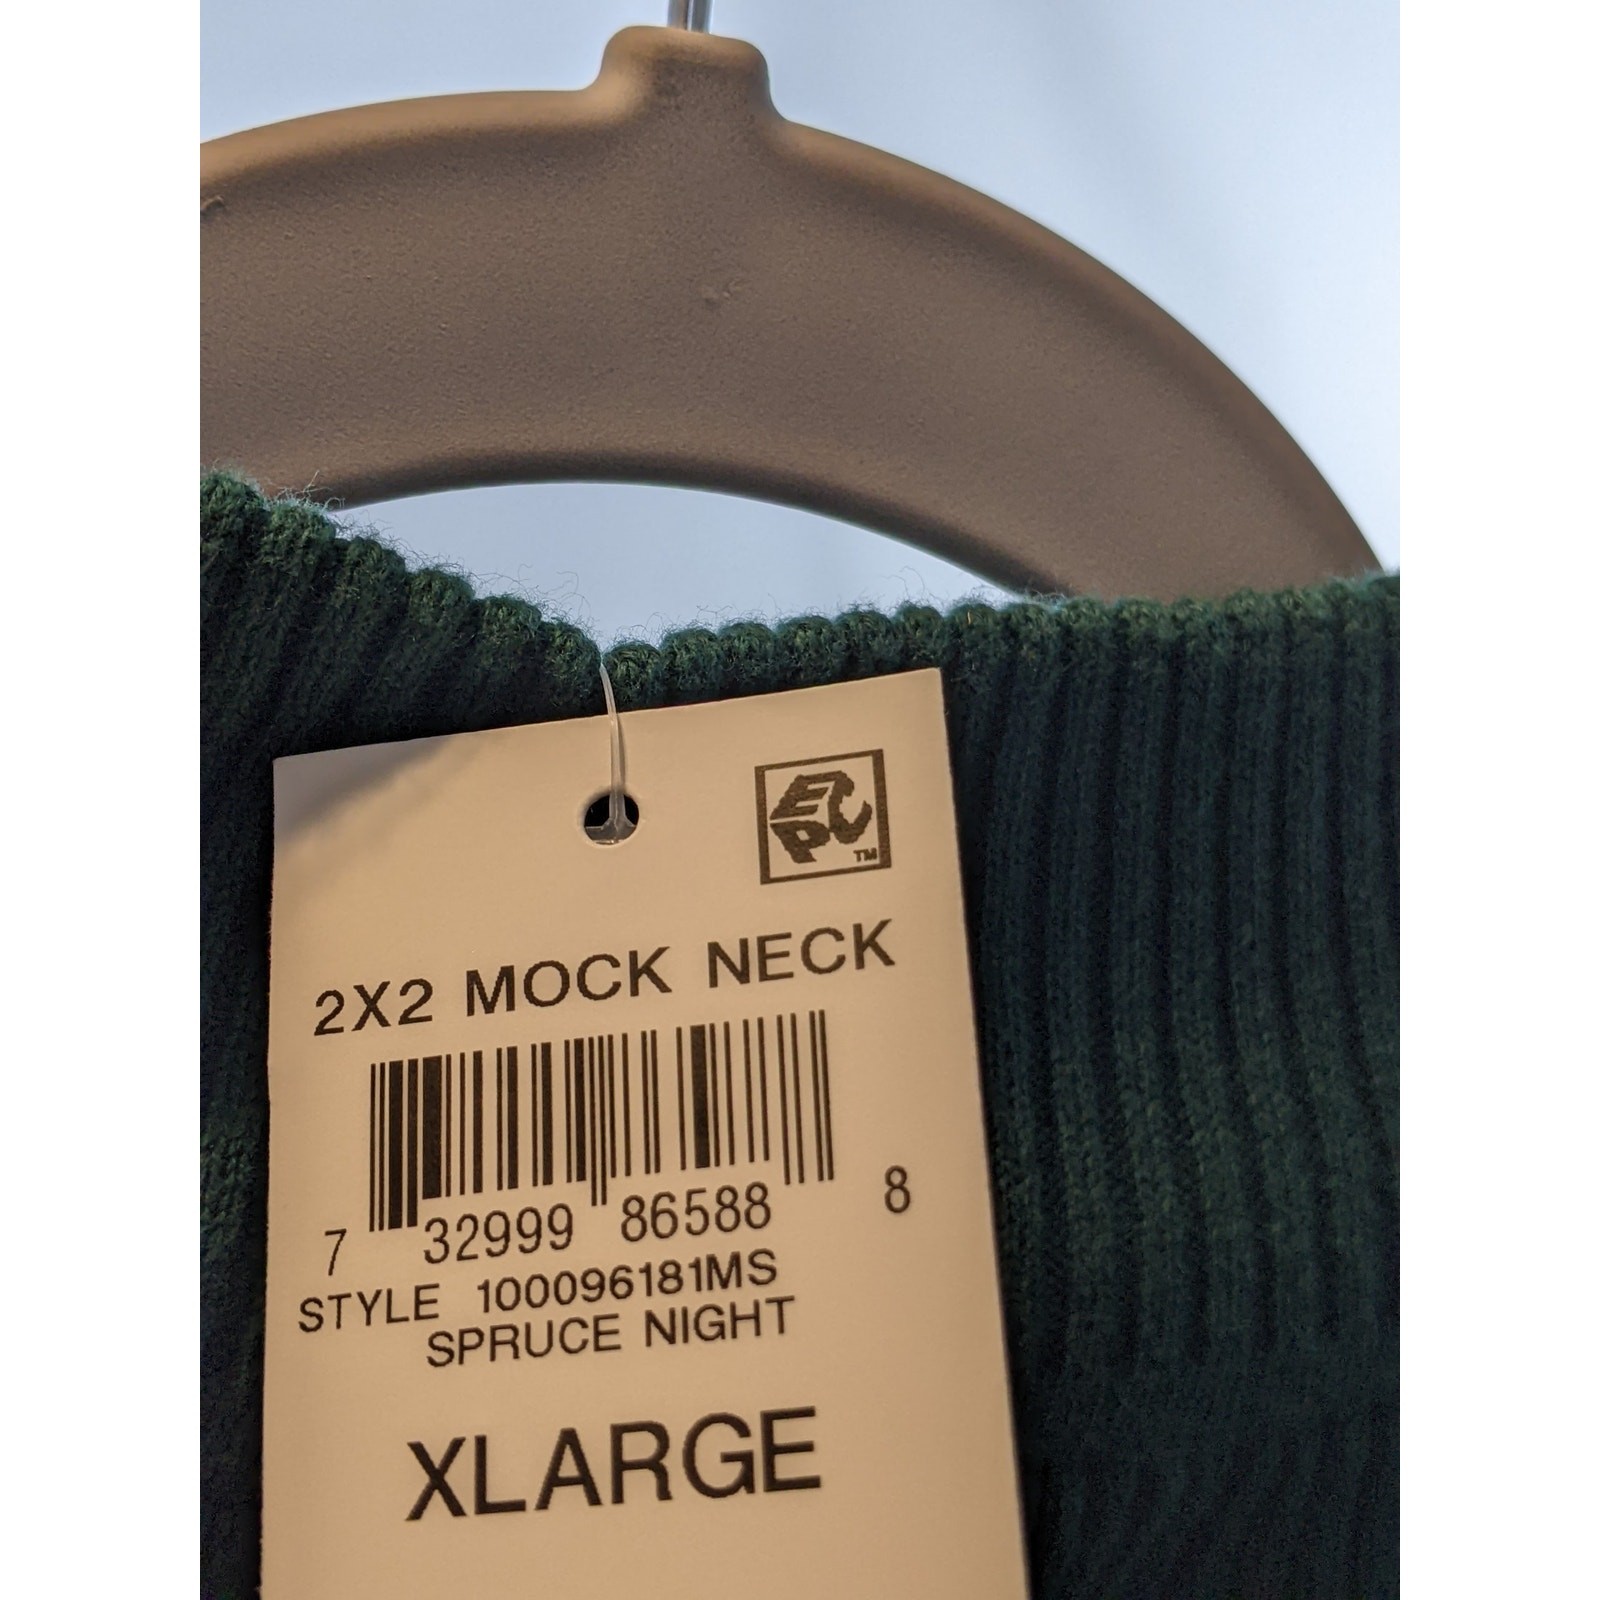 EPC
TM
2X2 MOCK NECK
7 32999 86588 8
STYLE 100096181MS
SPRUCE NIGHT
XLARGE